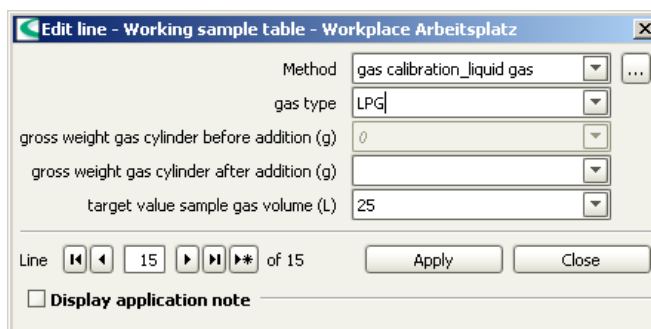 Edit line - Working sample table - Workplace Arbeitsplatz
Method gas calibration_liquid gas ...
gas type LPG
gross weight gas cylinder before addition (g) 0
gross weight gas cylinder after addition (g)
target value sample gas volume (L) 25
Line 15 of 15 Apply Close
Display application note